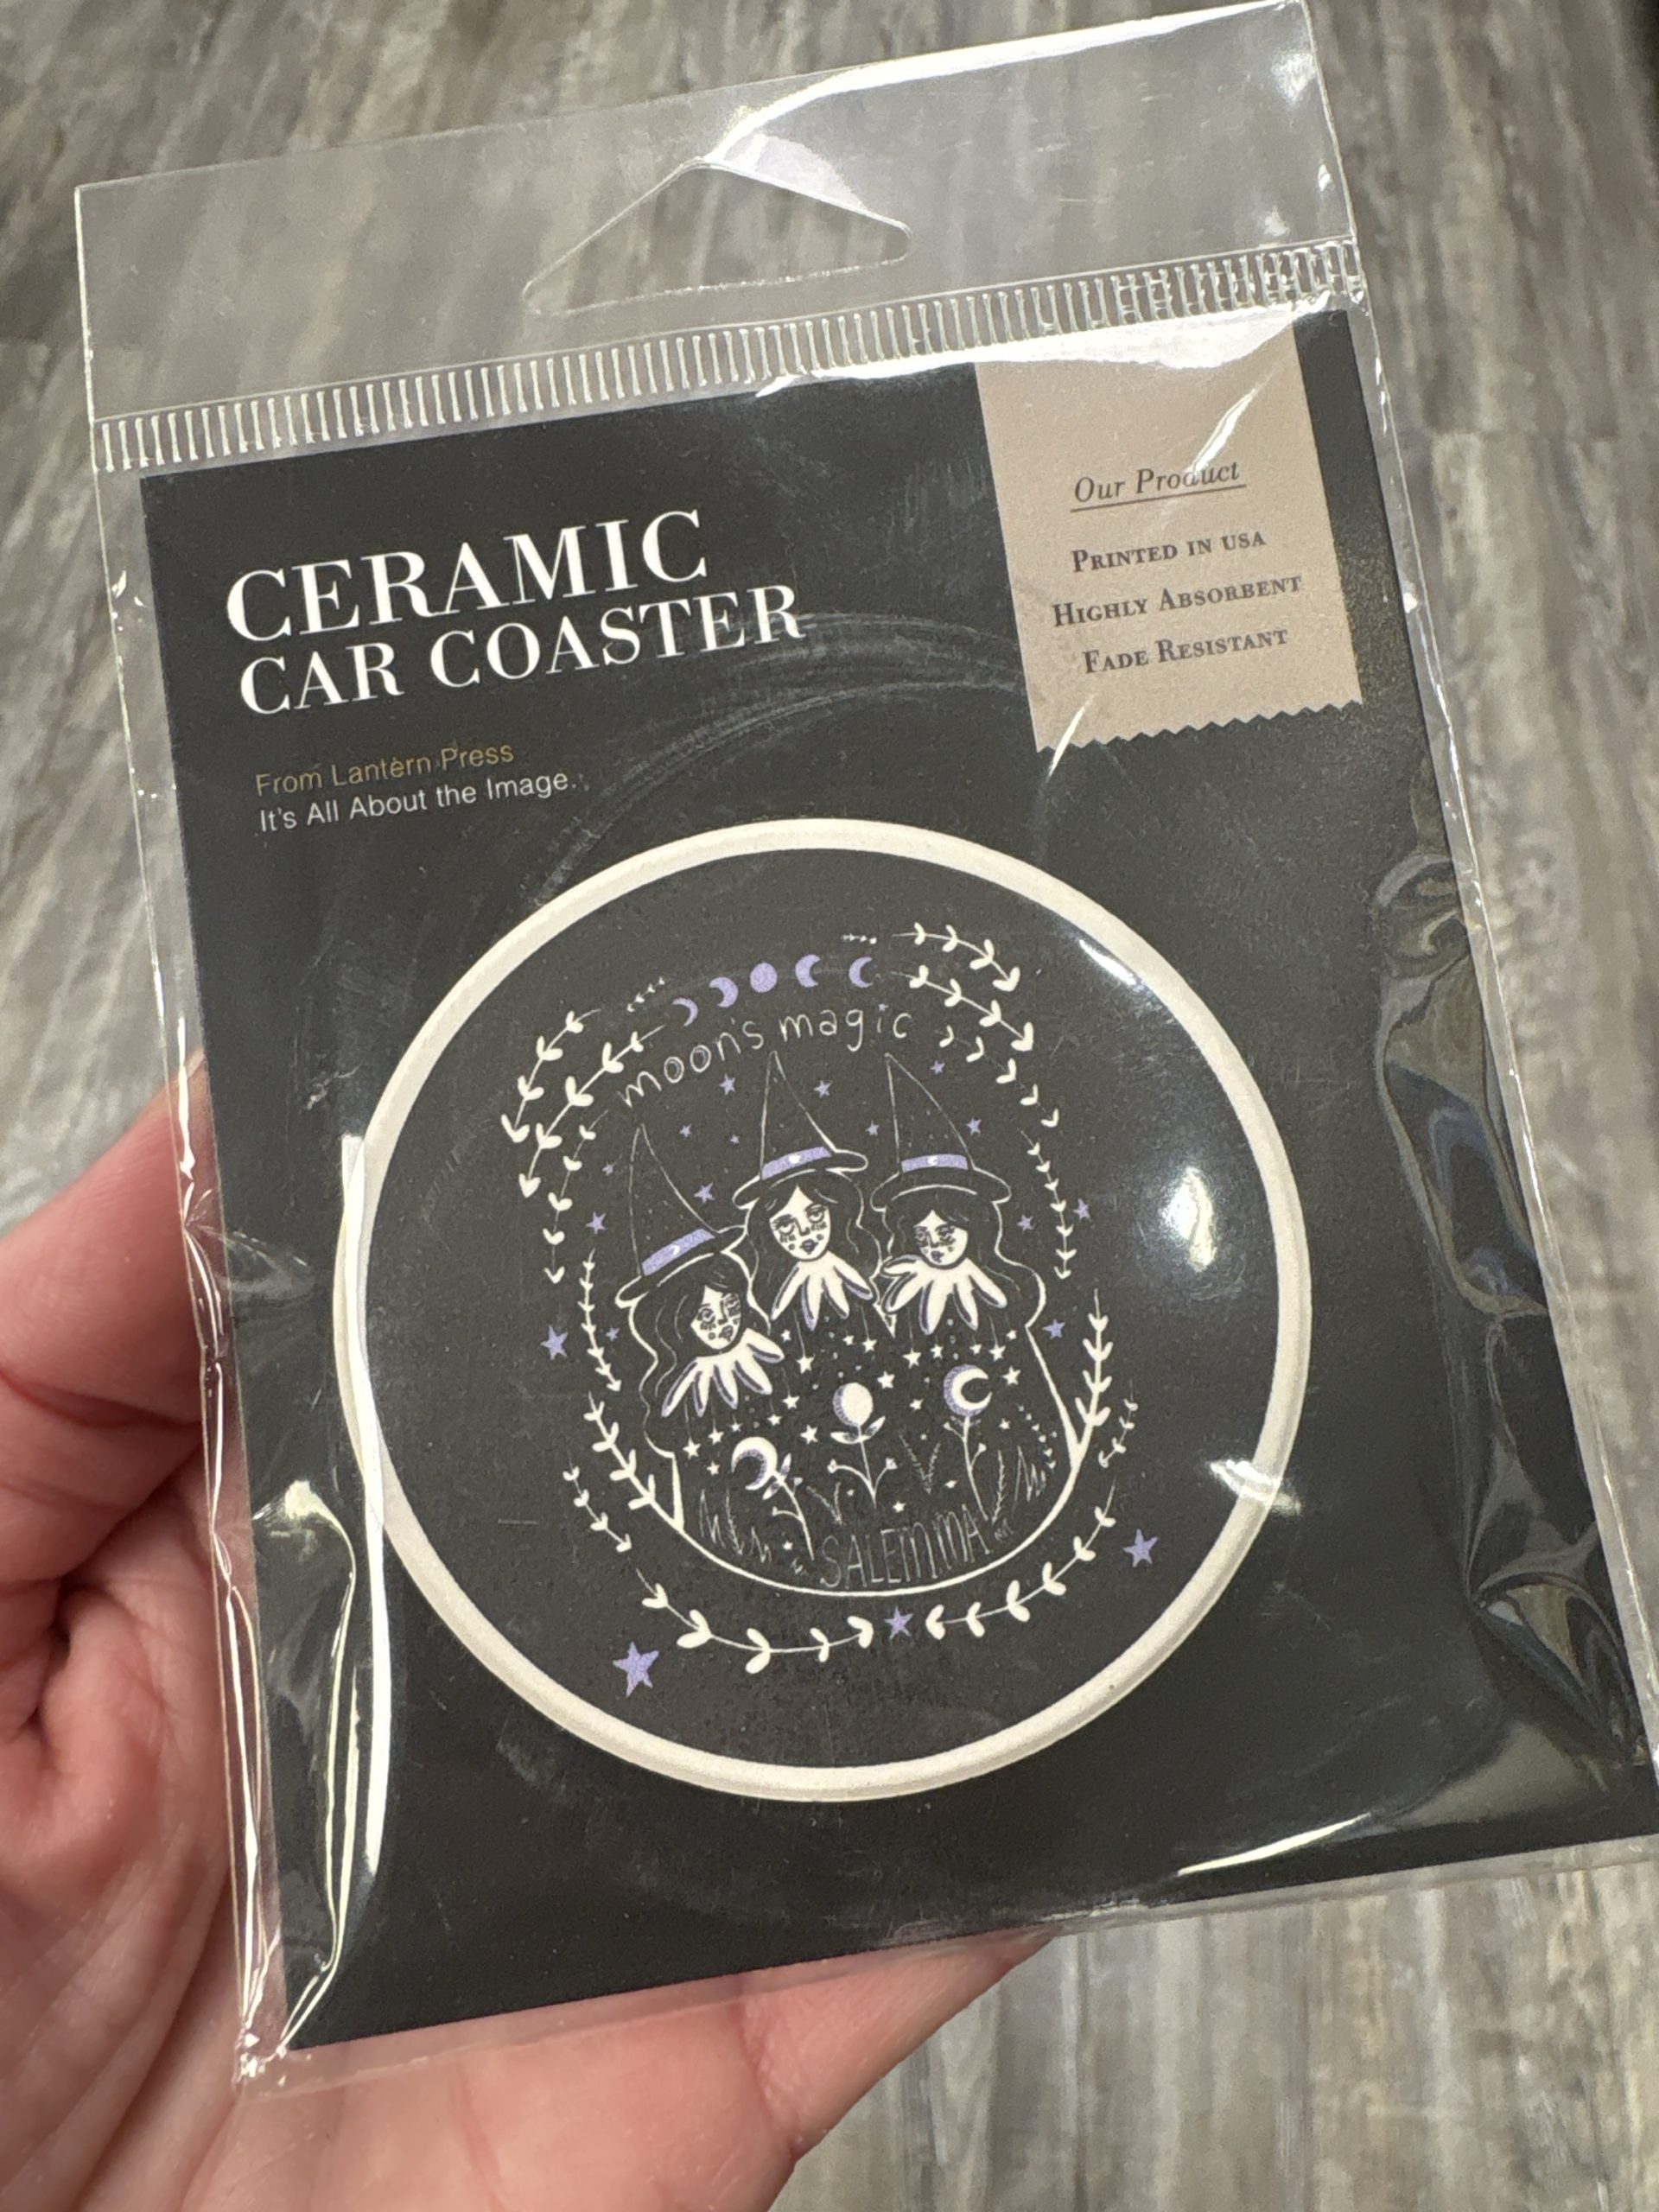 CERAMIC
CAR COASTER
From Lantern Press
It's All About the Image.
Our Product
PRINTED IN USA
HIGHLY ABSORBENT
FADE RESISTANT
moon's magic
SALEM, MA